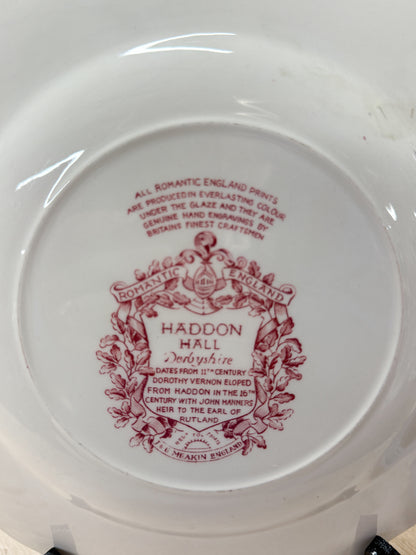 ALL ROMANTIC ENGLAND PRINTS
ARE PRODUCED IN EVERLASTING COLOUR
UNDER THE GLAZE AND THEY ARE
GENUINE HAND ENGRAVINGS BY
BRITAINS FINEST CRAFTSMEN
ROMANTIC ENGLAND
HADDON
HALL
Derbyshire
DATES FROM 11TH CENTURY
DOROTHY VERNON ELOPED
FROM HADDON IN THE 16TH
CENTURY WITH JOHN MANNERS
HEIR TO THE EARL OF
RUTLAND
J. & G. MEAKIN ENGLAND